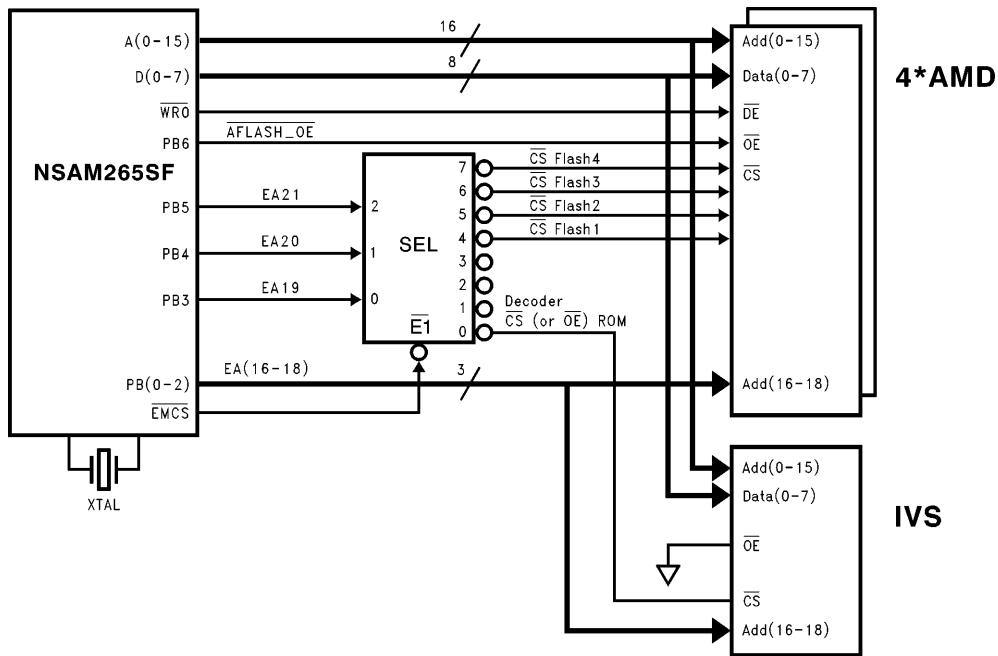 A(0-15)
16
Add(0-15)
4*AMD
D(0-7)
8
Data(0-7)
WR0
DE
PB6
AFLASH_OE
OE
NSAM265SF
7
CS Flash4
CS
6
CS Flash3
PB5
EA21
2
5
CS Flash2
SEL
4
CS Flash1
PB4
EA20
1
3
2
PB3
EA19
0
1
Decoder
E1
0
CS (or OE) ROM
PB(0-2)
EA(16-18)
3
Add(16-18)
EMCS
XTAL
Add(0-15)
Data(0-7)
IVS
OE
CS
Add(16-18)